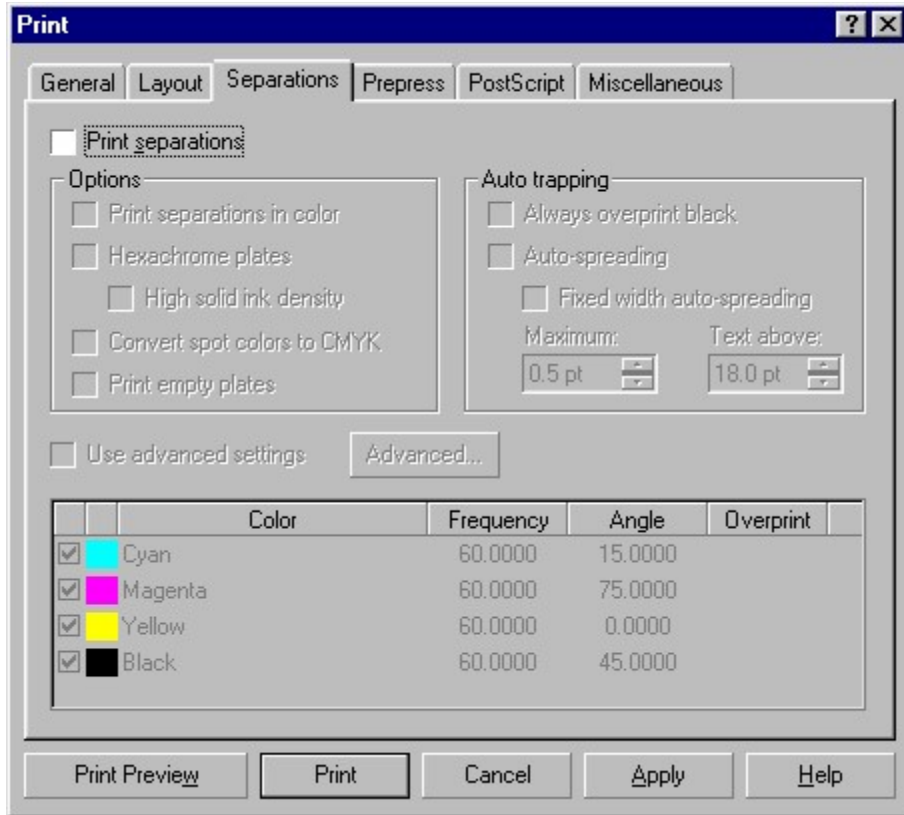 Print
General Layout Separations Prepress PostScript Miscellaneous
Print separations
Options
Print separations in color
Hexachrome plates
High solid ink density
Convert spot colors to CMYK
Print empty plates
Auto trapping
Always overprint black
Auto-spreading
Fixed width auto-spreading
Maximum: Text above:
0.5 pt 18.0 pt
Use advanced settings Advanced...
Color Frequency Angle Overprint
Cyan 60.0000 15.0000
Magenta 60.0000 75.0000
Yellow 60.0000 0.0000
Black 60.0000 45.0000
Print Preview Print Cancel Apply Help